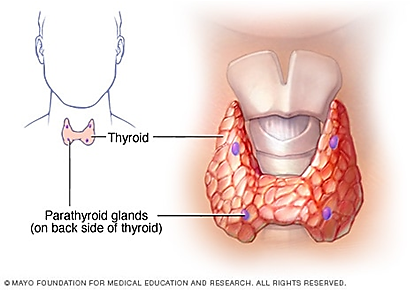 Thyroid
Parathyroid glands
(on back side of thyroid)
© MAYO FOUNDATION FOR MEDICAL EDUCATION AND RESEARCH. ALL RIGHTS RESERVED.